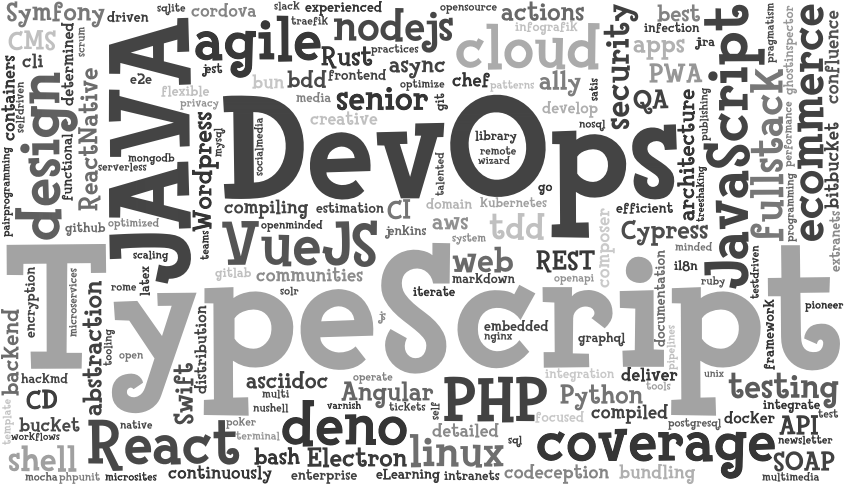 Symfony
driven
sqlite
cordova
slack
experienced
traefik
nodejs
opensource
actions
infografik
best
infection
pragmatism
ghostinspector
ecommerce
confluence
CMS
scrum
determined
containers
cli
selfdriven
e2e
JAVA
agile
jest
Rust
practices
frontend
async
cloud
security
apps
jra
PWA
JavaScript
fullstack
design
functional
ReactNative
flexible
privacy
bun
bdd
media
optimize
chef
patterns
ally
satis
senior
git
develop
QA
creative
nosql
architecture
publishing
treeshaking
performance
programming
bitbucket
extranets
pairprogramming
mongodb
serverless
Wordpress
mysql
socialmedia
DevOps
library
remote
wizard
talented
go
github
optimized
teams
compiling
estimation
CI
domain
Kubernetes
efficient
openminded
jenkins
aws
system
tdd
composer
Cypress
minded
scaling
latex
VueJS
gitlab
communities
web
markdown
REST
openapi
i18n
ruby
testdriven
documentation
TypeScript
encryption
microservices
rome
solr
iterate
embedded
nginx
graphql
pipelines
framework
pioneer
backend
abstraction
tooling
open
distribution
Swift
hackmd
CD
bucket
template
workflows
native
asciidoc
multi
nushell
operate
Angular
varnish
tickets
self
PHP
integration
Python
focused
deliver
tools
compiled
unix
testing
integrate
test
postgresql
docker
API
newsletter
React
poker
terminal
deno
detailed
sql
coverage
SOAP
shell
bash
Electron
linux
mocha
phpunit
microsites
continuously
enterprise
eLearning
intranets
codeception
bundling
multimedia